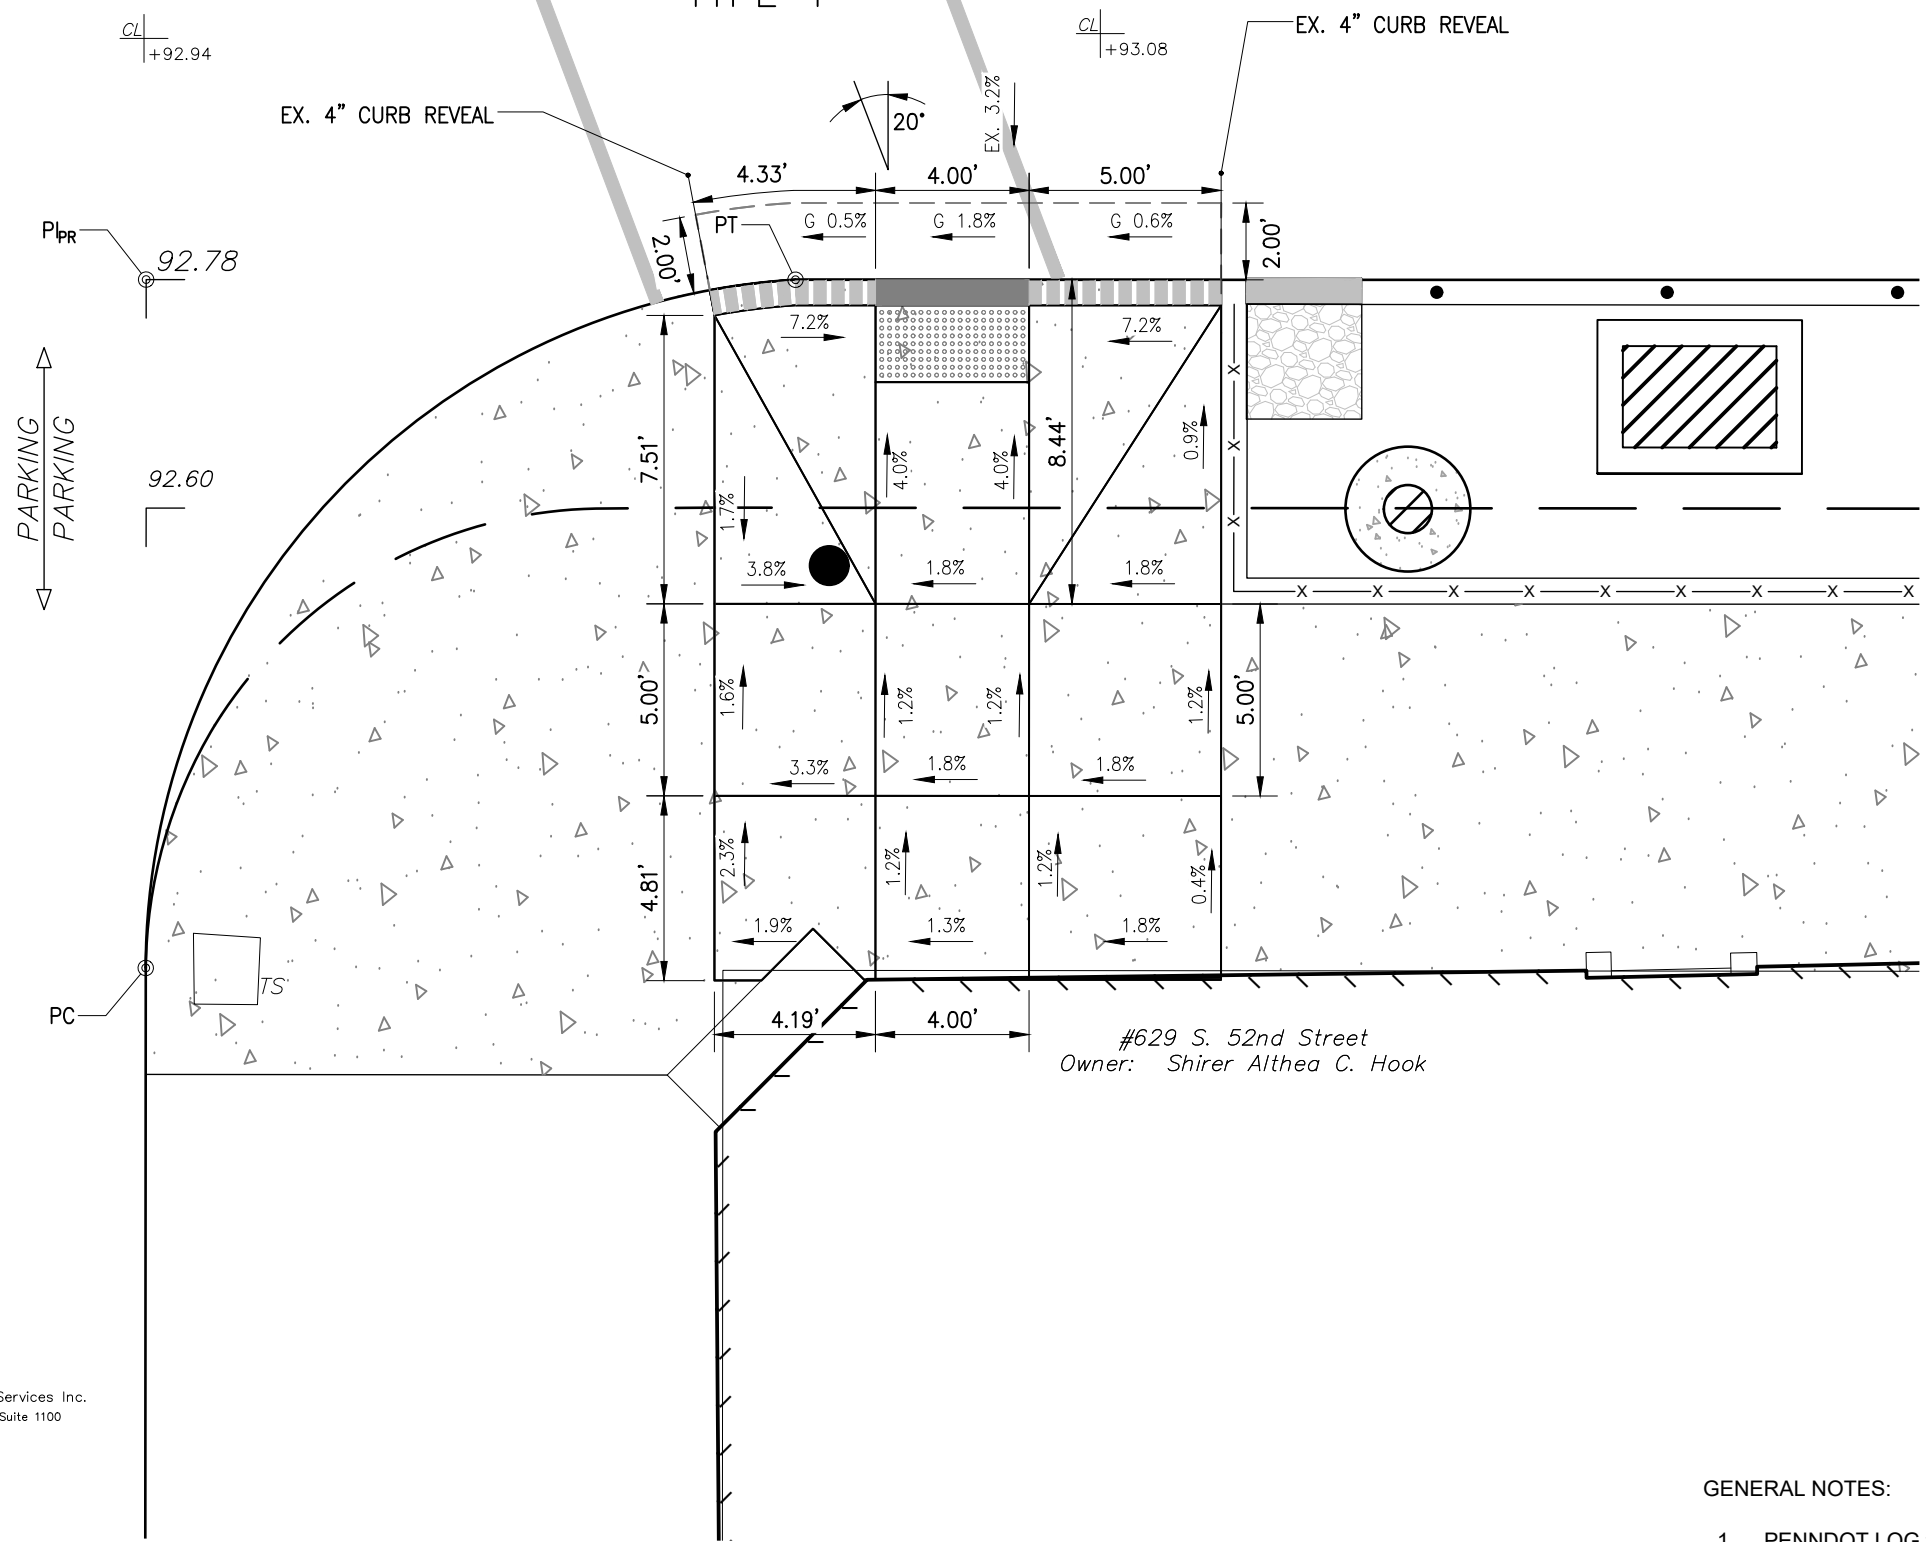 CL
+92.94
CL
+93.08
EX. 4” CURB REVEAL
EX. 4” CURB REVEAL
EX. 3.2%
20°
4.33’
4.00’
5.00’
PIPR
92.78
PT
2.00’
G 0.5%
G 1.8%
G 0.6%
2.00’
7.2%
7.2%
PARKING
PARKING
92.60
7.51’
1.7%
4.0%
4.0%
8.44’
0.9%
3.8%
1.8%
1.8%
X
X
X
X X X X X X X X X
5.00’
1.6%
1.2%
1.2%
1.2%
5.00’
3.3%
1.8%
1.8%
4.81’
2.3%
1.2%
1.2%
0.4%
1.9%
1.3%
1.8%
TS
PC
4.19’
4.00’
#629 S. 52nd Street
Owner: Shirer Althea C. Hook
Services Inc.
Suite 1100
GENERAL NOTES:
1. PENNDOT LOG